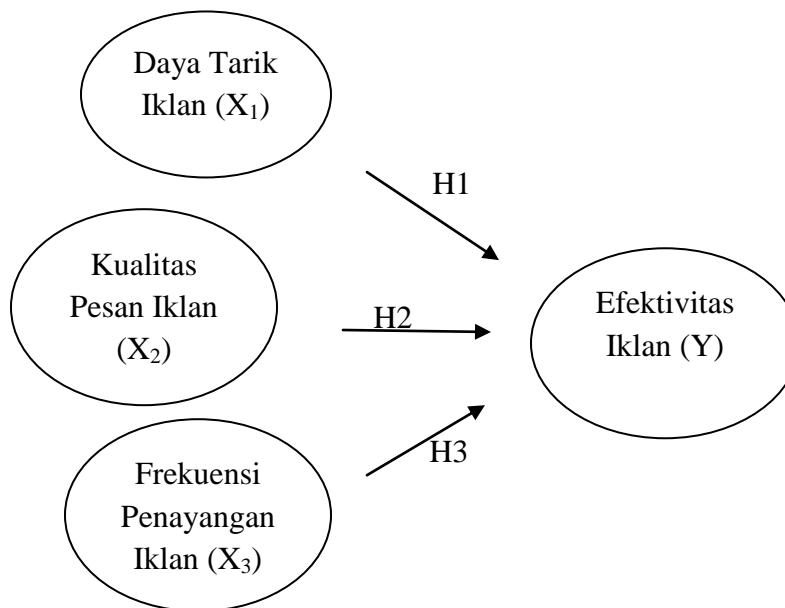 Daya Tarik
Iklan (X₁)
H1
Kualitas
Pesan Iklan
(X₂)
H2
Efektivitas
Iklan (Y)
H3
Frekuensi
Penayangan
Iklan (X₃)